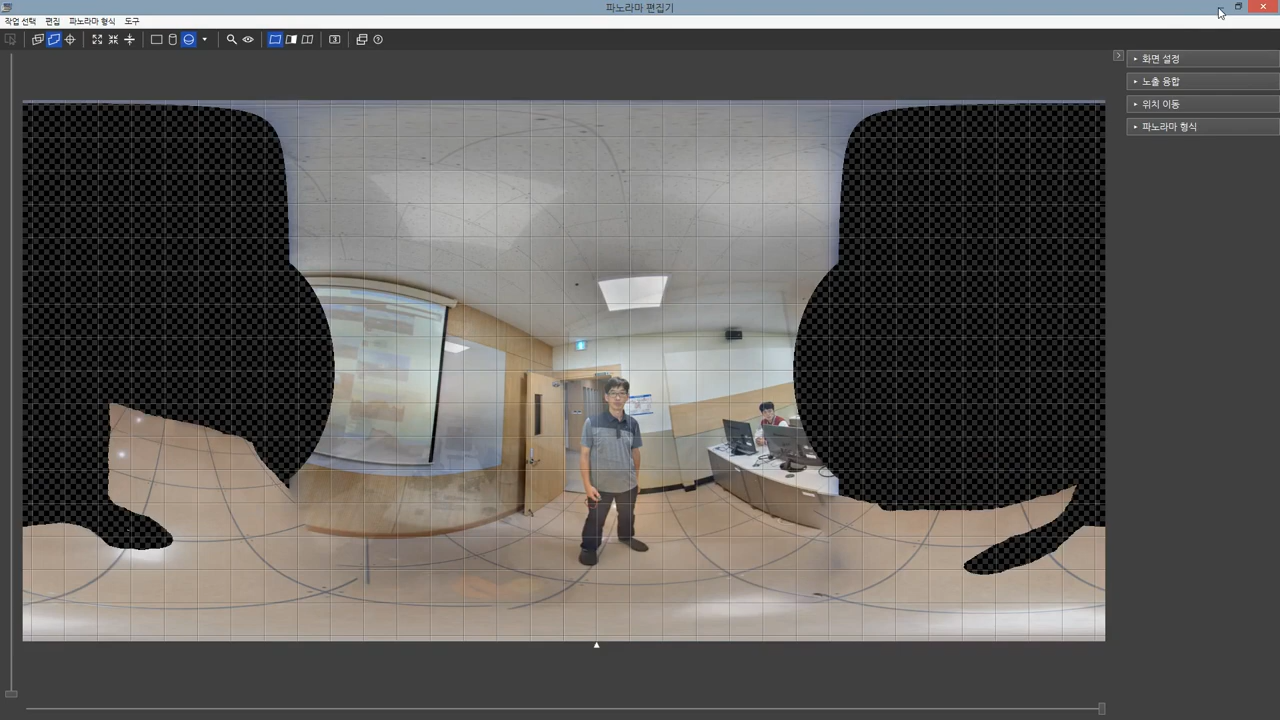 파노라마 편집기
작업 선택 편집 파노라마 형식 도구
화면 설정
노출 융합
위치 이동
파노라마 형식